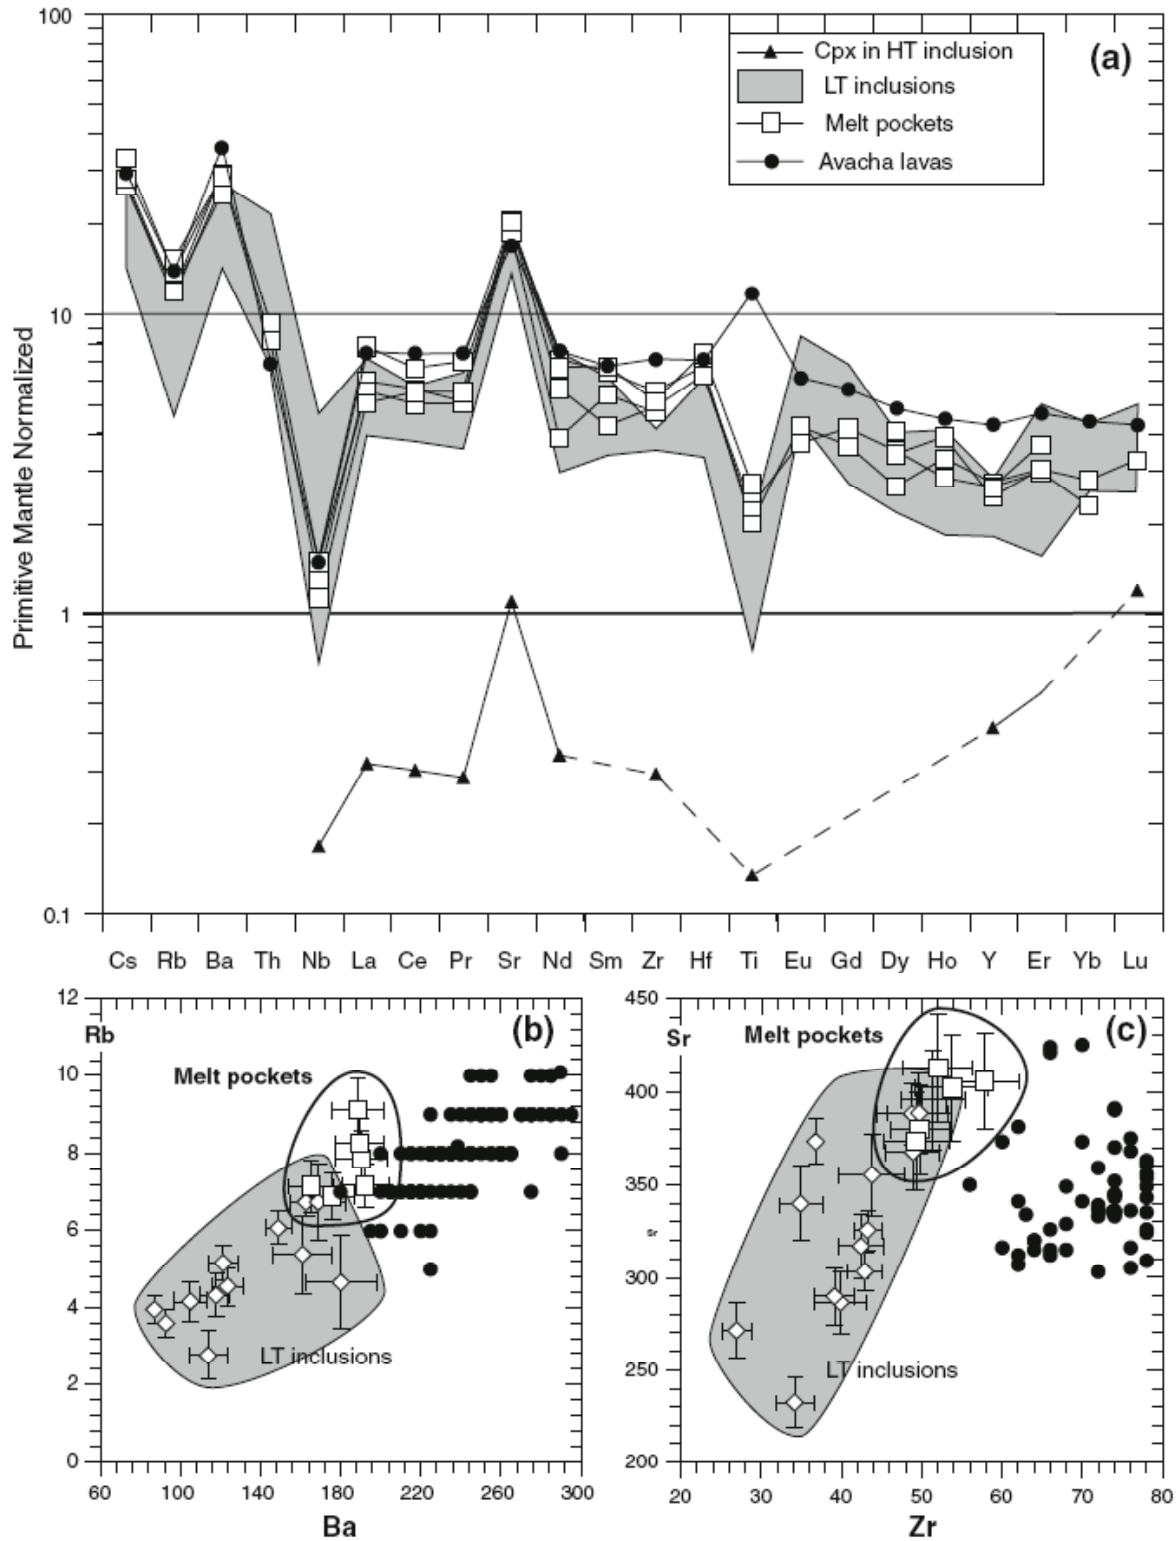 100
Cpx in HT inclusion
(a)
LT inclusions
Melt pockets
Avacha lavas
10
Primitive Mantle Normalized
1
0.1
Cs Rb Ba Th Nb La Ce Pr Sr Nd Sm Zr Hf Ti Eu Gd Dy Ho Y Er Yb Lu
12
Rb
(b)
Melt pockets
10
8
6
4
LT inclusions
2
0
60 100 140 180 220 260 300
Ba
450
Sr
Melt pockets
(c)
400
350
Sr
300
250
LT inclusions
200
20 30 40 50 60 70 80
Zr